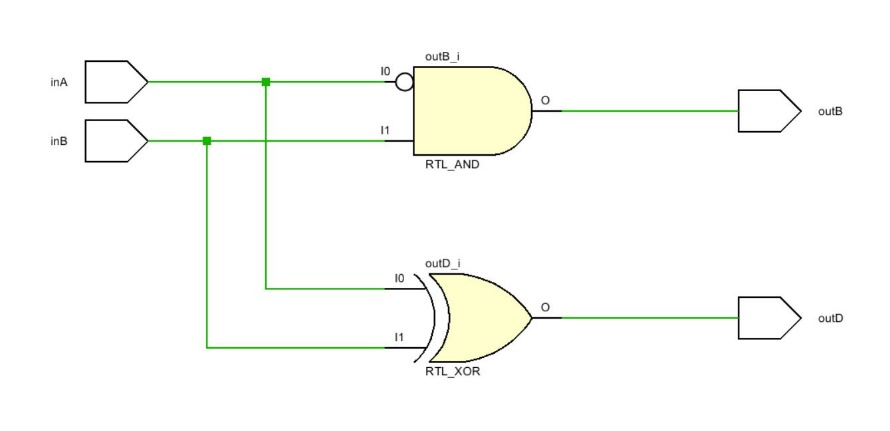 outB_i
inA
I0
O
outB
inB
I1
RTL_AND
outD_i
I0
O
outD
I1
RTL_XOR